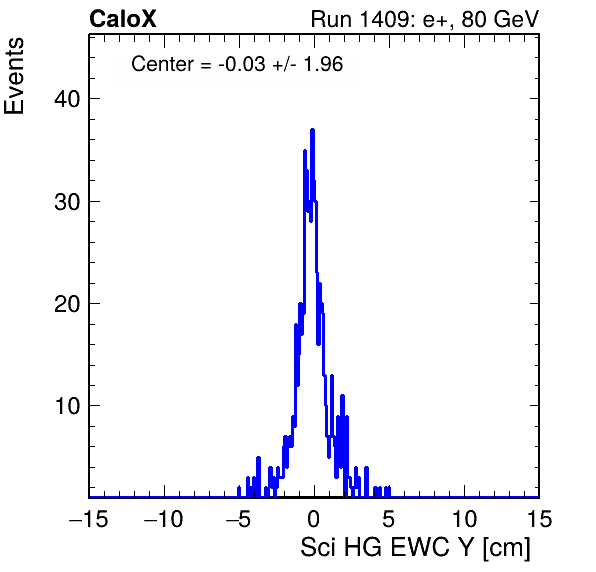 CaloX Run 1409: e+, 80 GeV
Center = -0.03 +/- 1.96
Events
40
30
20
10
−15 −10 −5 0 5 10 15
Sci HG EWC Y [cm]